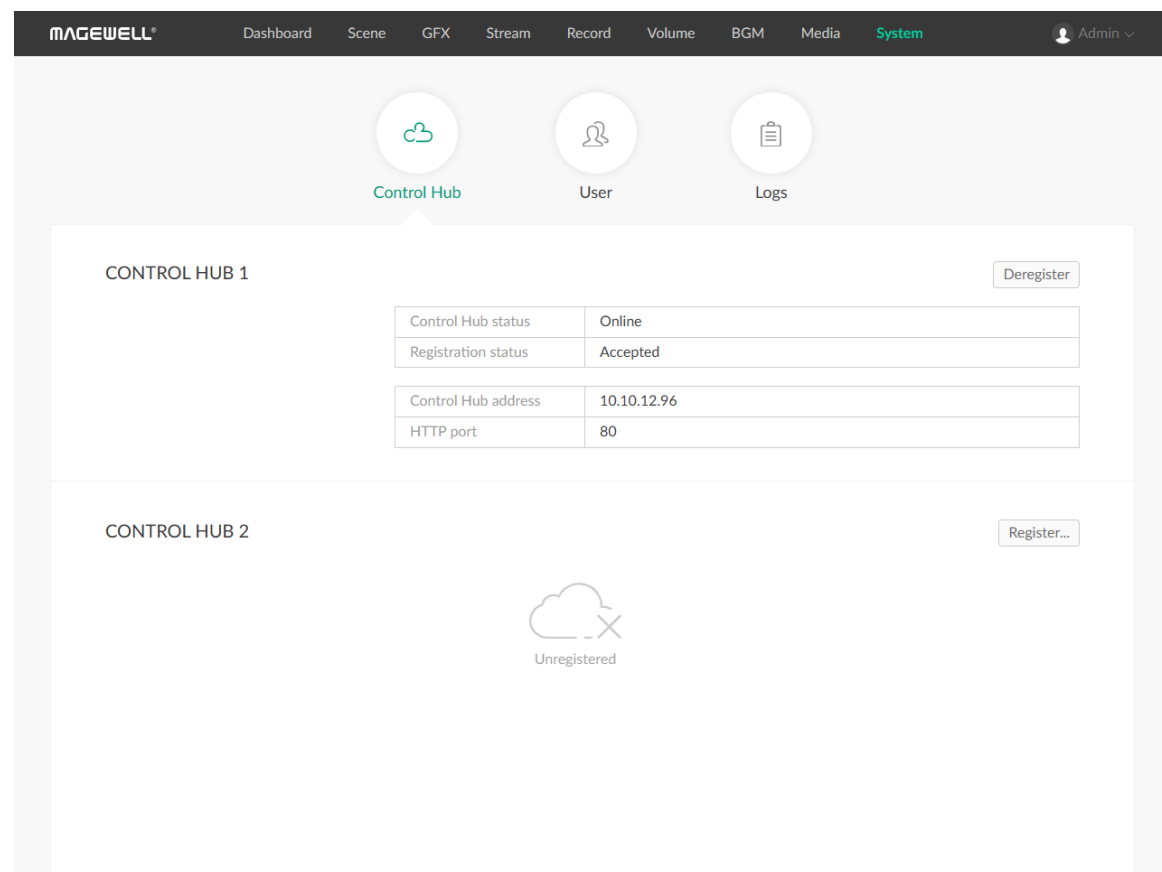 MAGEWELL® Dashboard Scene GFX Stream Record Volume BGM Media System Admin
Control Hub User Logs
CONTROL HUB 1 Deregister
Control Hub status Online
Registration status Accepted
Control Hub address 10.10.12.96
HTTP port 80
CONTROL HUB 2 Register...
Unregistered